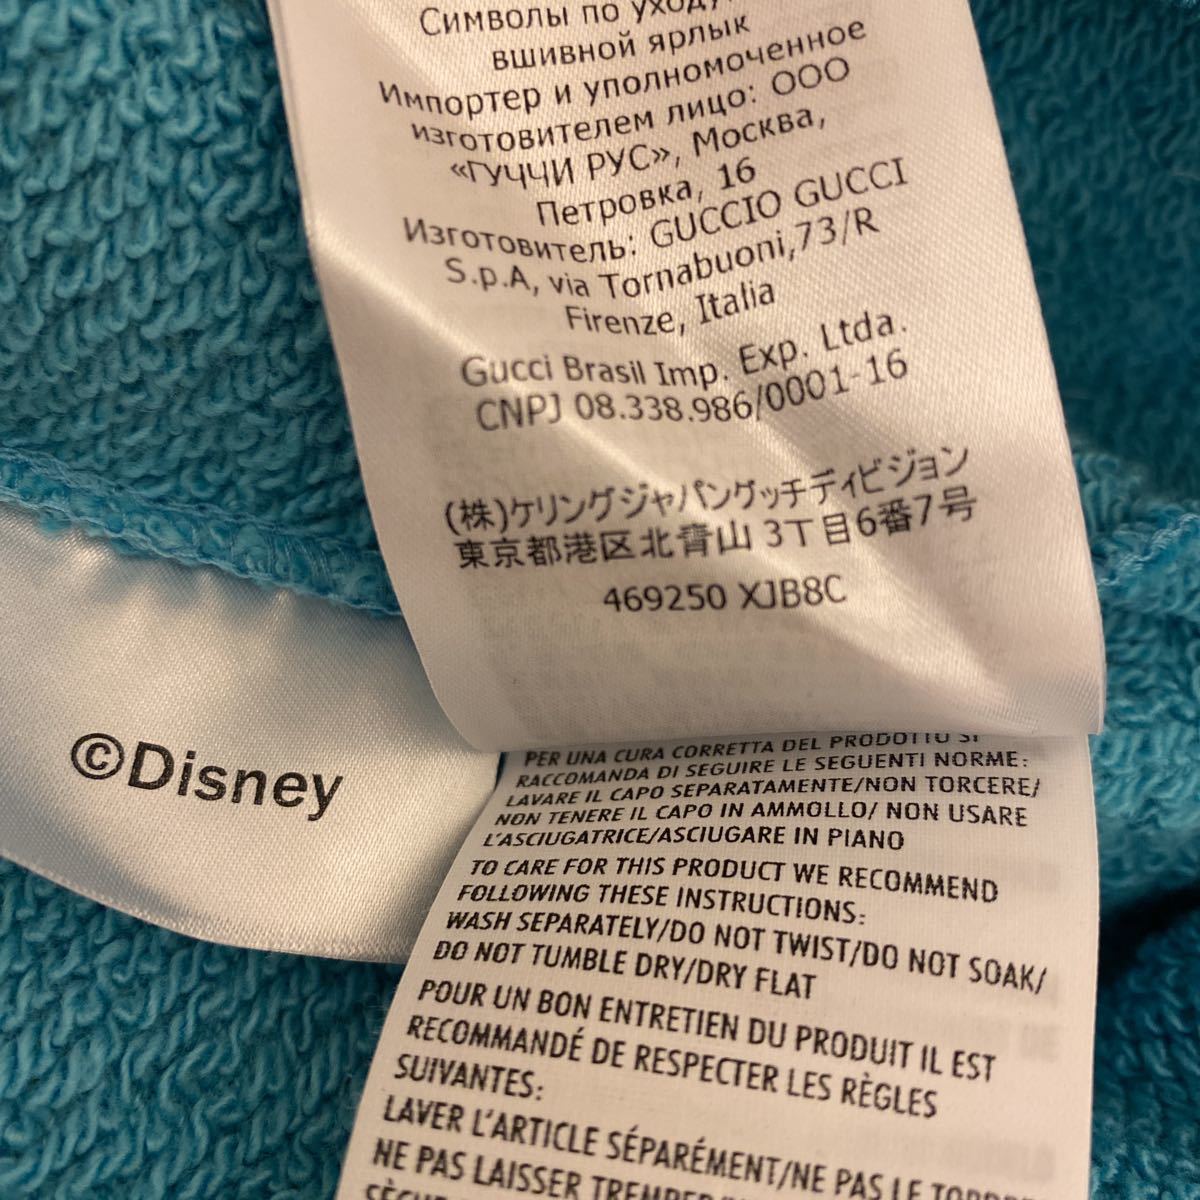 Символы по уходу
вшивной ярлык
Импортер и уполномоченное
изготовителем лицо: ООО
«ГУЧЧИ РУС», Москва,
Петровка, 16
Изготовитель: GUCCIO GUCCI
S.p.A, via Tornabuoni,73/R
Firenze, Italia
Gucci Brasil Imp. Exp. Ltda.
CNPJ 08.338.986/0001-16
(株)ケリングジャパングッチディビジョン
東京都港区北青山 3丁目6番7号
469250 XJB8C
©Disney
PER UNA CURA CORRETTA DEL PRODOTTO SI
RACCOMANDA DI SEGUIRE LE SEGUENTI NORME:
LAVARE IL CAPO SEPARATAMENTE/NON TORCERE/
NON TENERE IL CAPO IN AMMOLLO/ NON USARE
L'ASCIUGATRICE/ASCIUGARE IN PIANO
TO CARE FOR THIS PRODUCT WE RECOMMEND
FOLLOWING THESE INSTRUCTIONS:
WASH SEPARATELY/DO NOT TWIST/DO NOT SOAK/
DO NOT TUMBLE DRY/DRY FLAT
POUR UN BON ENTRETIEN DU PRODUIT IL EST
RECOMMANDÉ DE RESPECTER LES RÈGLES
SUIVANTES:
LAVER L'ARTICLE SÉPARÉMENT/NE PAS LE
NE PAS LAISSER TREMPER